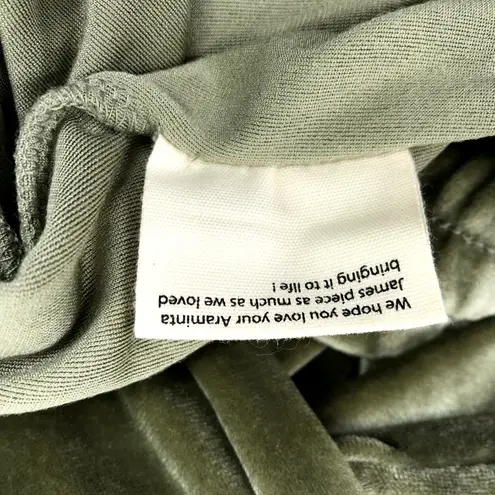 We hope you love your Araminta
James piece as much as we loved
bringing it to life!